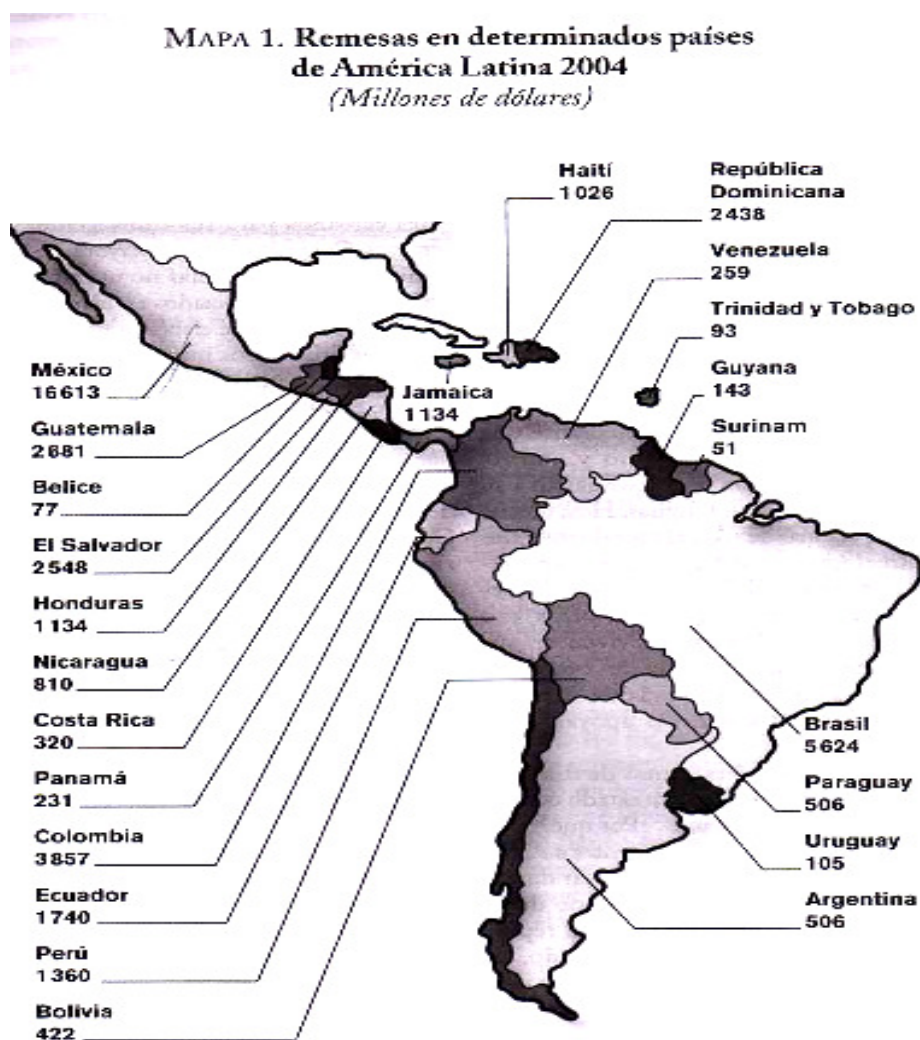 MAPA 1. Remesas en determinados países
de América Latina 2004
(Millones de dólares)
Haití
1026
República
Dominicana
2438
Venezuela
259
Trinidad y Tobago
93
Guyana
143
Surinam
51
Jamaica
1134
México
16613
Guatemala
2681
Belice
77
El Salvador
2548
Honduras
1134
Nicaragua
810
Costa Rica
320
Panamá
231
Colombia
3857
Ecuador
1740
Perú
1360
Bolivia
422
Brasil
5624
Paraguay
506
Uruguay
105
Argentina
506